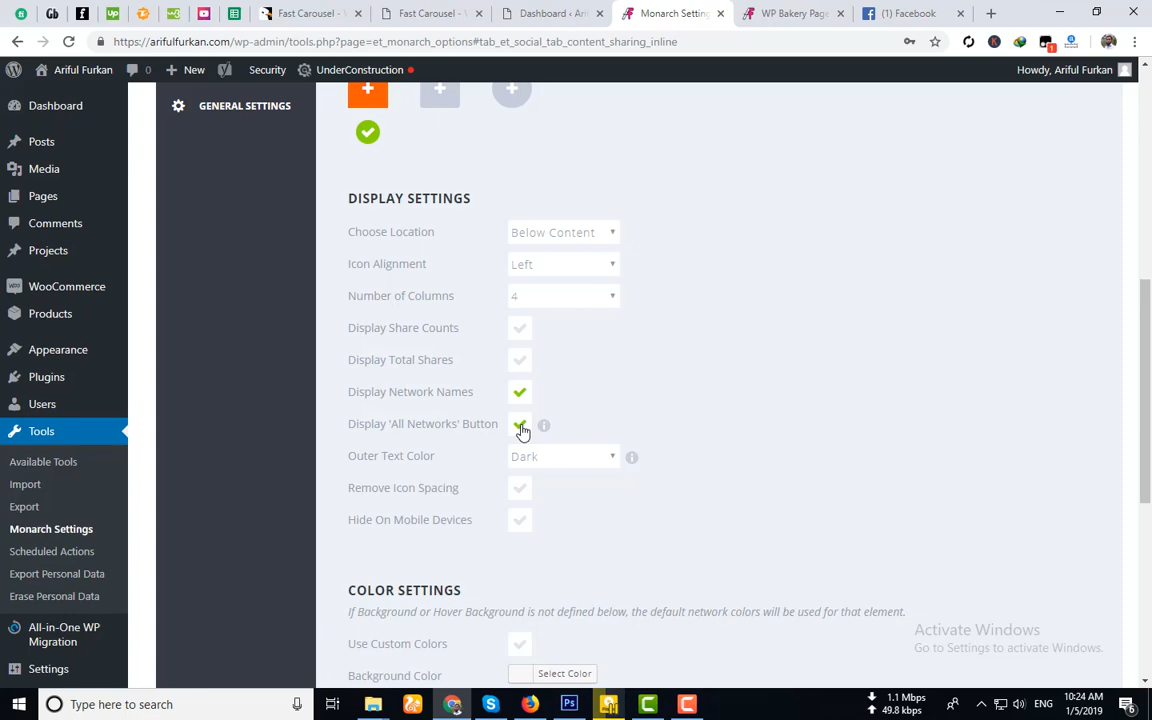 Fast Carousel - V
Fast Carousel - V
Dashboard ‹ Ari
Monarch Setting
WP Bakery Page
(1) Facebook
https://arifulfurkan.com/wp-admin/tools.php?page=et_monarch_options#tab_et_social_tab_content_sharing_inline
Ariful Furkan
0
New
Security
UnderConstruction
Howdy, Ariful Furkan
Dashboard
GENERAL SETTINGS
Posts
Media
Pages
Comments
Projects
WooCommerce
Products
Appearance
Plugins
Users
Tools
Available Tools
Import
Export
Monarch Settings
Scheduled Actions
Export Personal Data
Erase Personal Data
All-in-One WP
Migration
Settings
DISPLAY SETTINGS
Choose Location Below Content
Icon Alignment Left
Number of Columns 4
Display Share Counts
Display Total Shares
Display Network Names
Display 'All Networks' Button
Outer Text Color Dark
Remove Icon Spacing
Hide On Mobile Devices
COLOR SETTINGS
If Background or Hover Background is not defined below, the default network colors will be used for that element.
Use Custom Colors
Background Color Select Color
Activate Windows
Go to Settings to activate Windows.
Type here to search
1.1 Mbps
49.8 kbps
ENG
10:24 AM
1/5/2019
6